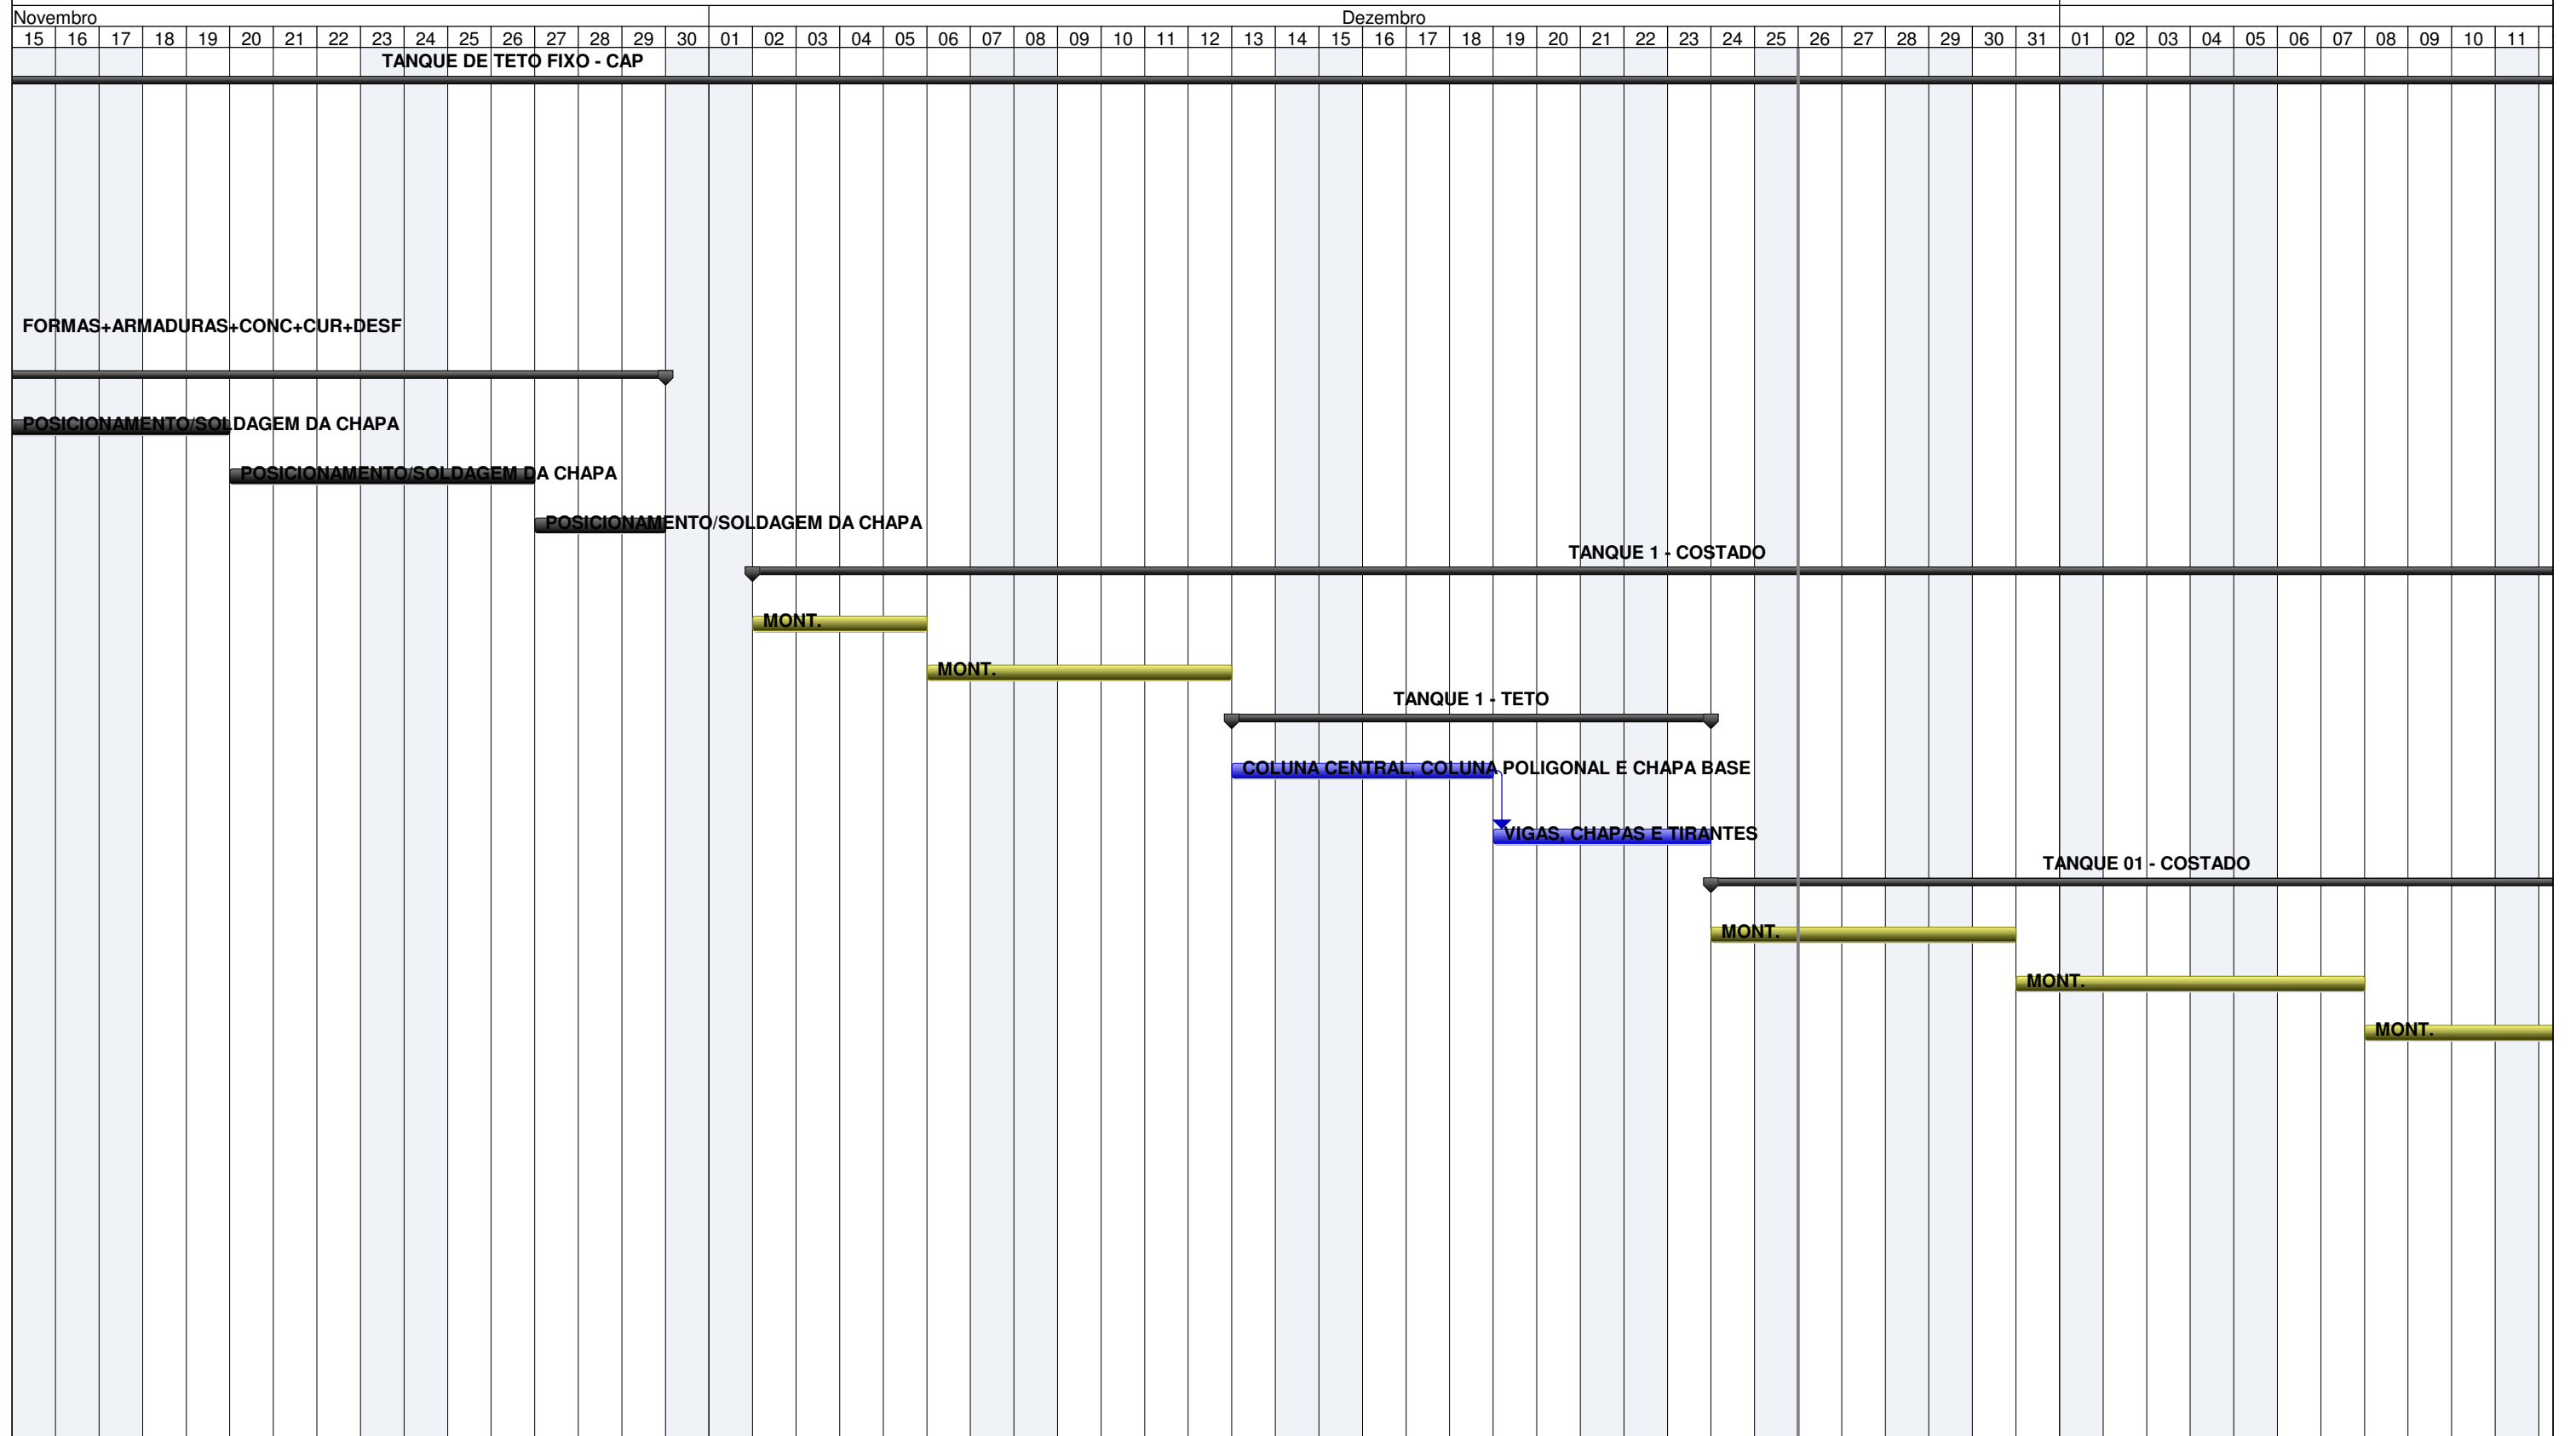 Novembro Dezembro
15 16 17 18 19 20 21 22 23 24 25 26 27 28 29 30 01 02 03 04 05 06 07 08 09 10 11 12 13 14 15 16 17 18 19 20 21 22 23 24 25 26 27 28 29 30 31 01 02 03 04 05 06 07 08 09 10 11
TANQUE DE TETO FIXO - CAP
FORMAS+ARMADURAS+CONC+CUR+DESF
POSICIONAMENTO/SOLDAGEM DA CHAPA
POSICIONAMENTO/SOLDAGEM DA CHAPA
POSICIONAMENTO/SOLDAGEM DA CHAPA
TANQUE 1 - COSTADO
MONT.
MONT.
TANQUE 1 - TETO
COLUNA CENTRAL, COLUNA POLIGONAL E CHAPA BASE
VIGAS, CHAPAS E TIRANTES
TANQUE 01 - COSTADO
MONT.
MONT.
MONT.